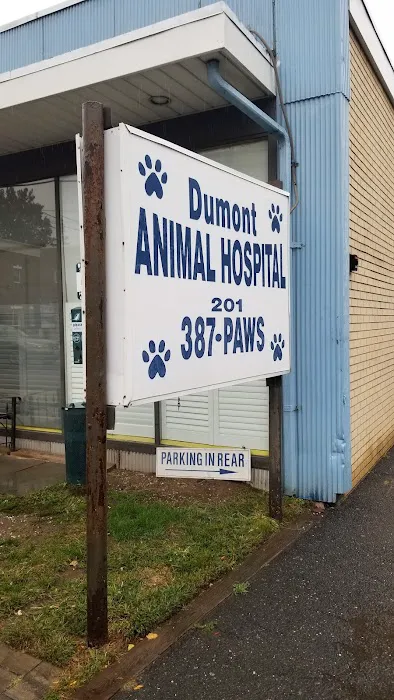 Dumont
ANIMAL HOSPITAL
201
387-PAWS
PARKING IN REAR